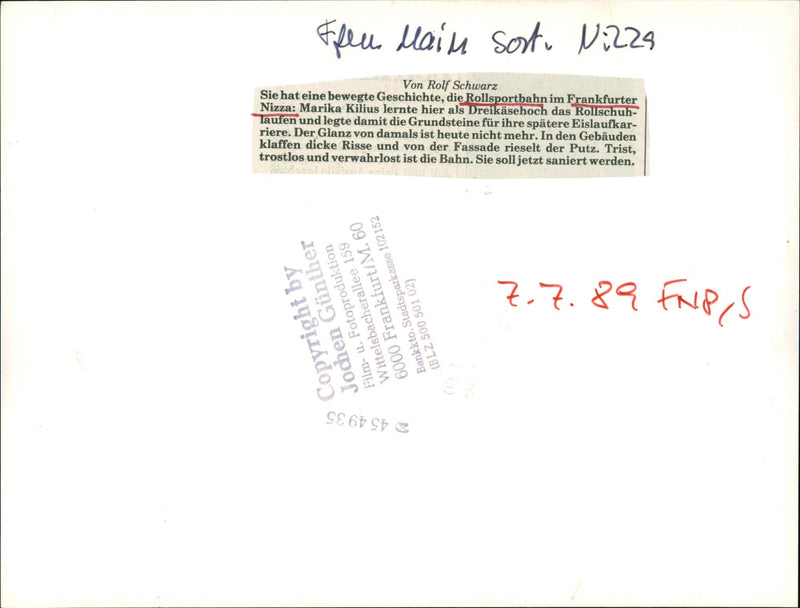 Main Sort. Nizza
Von Rolf Schwarz
Sie hat eine bewegte Geschichte, die Rollsportbahn im Frankfurter
Nizza: Marika Kilius lernte hier als Dreikäsehoch das Rollschuh-
laufen und legte damit die Grundsteine für ihre spätere Eislaufkar-
riere. Der Glanz von damals ist heute nicht mehr. In den Gebäuden
klaffen dicke Risse und von der Fassade rieselt der Putz. Trist,
trostlos und verwahrlost ist die Bahn. Sie soll jetzt saniert werden.
Copyright by
Jochen Günther
Film- u. Fotoproduktion
Wittelsbacherallee 159
6000 Frankfurt/M. 60
Bankkto. Stadtsparkasse 102152
(BLZ 500 501 02)
454935
7.7.89 FNP/S